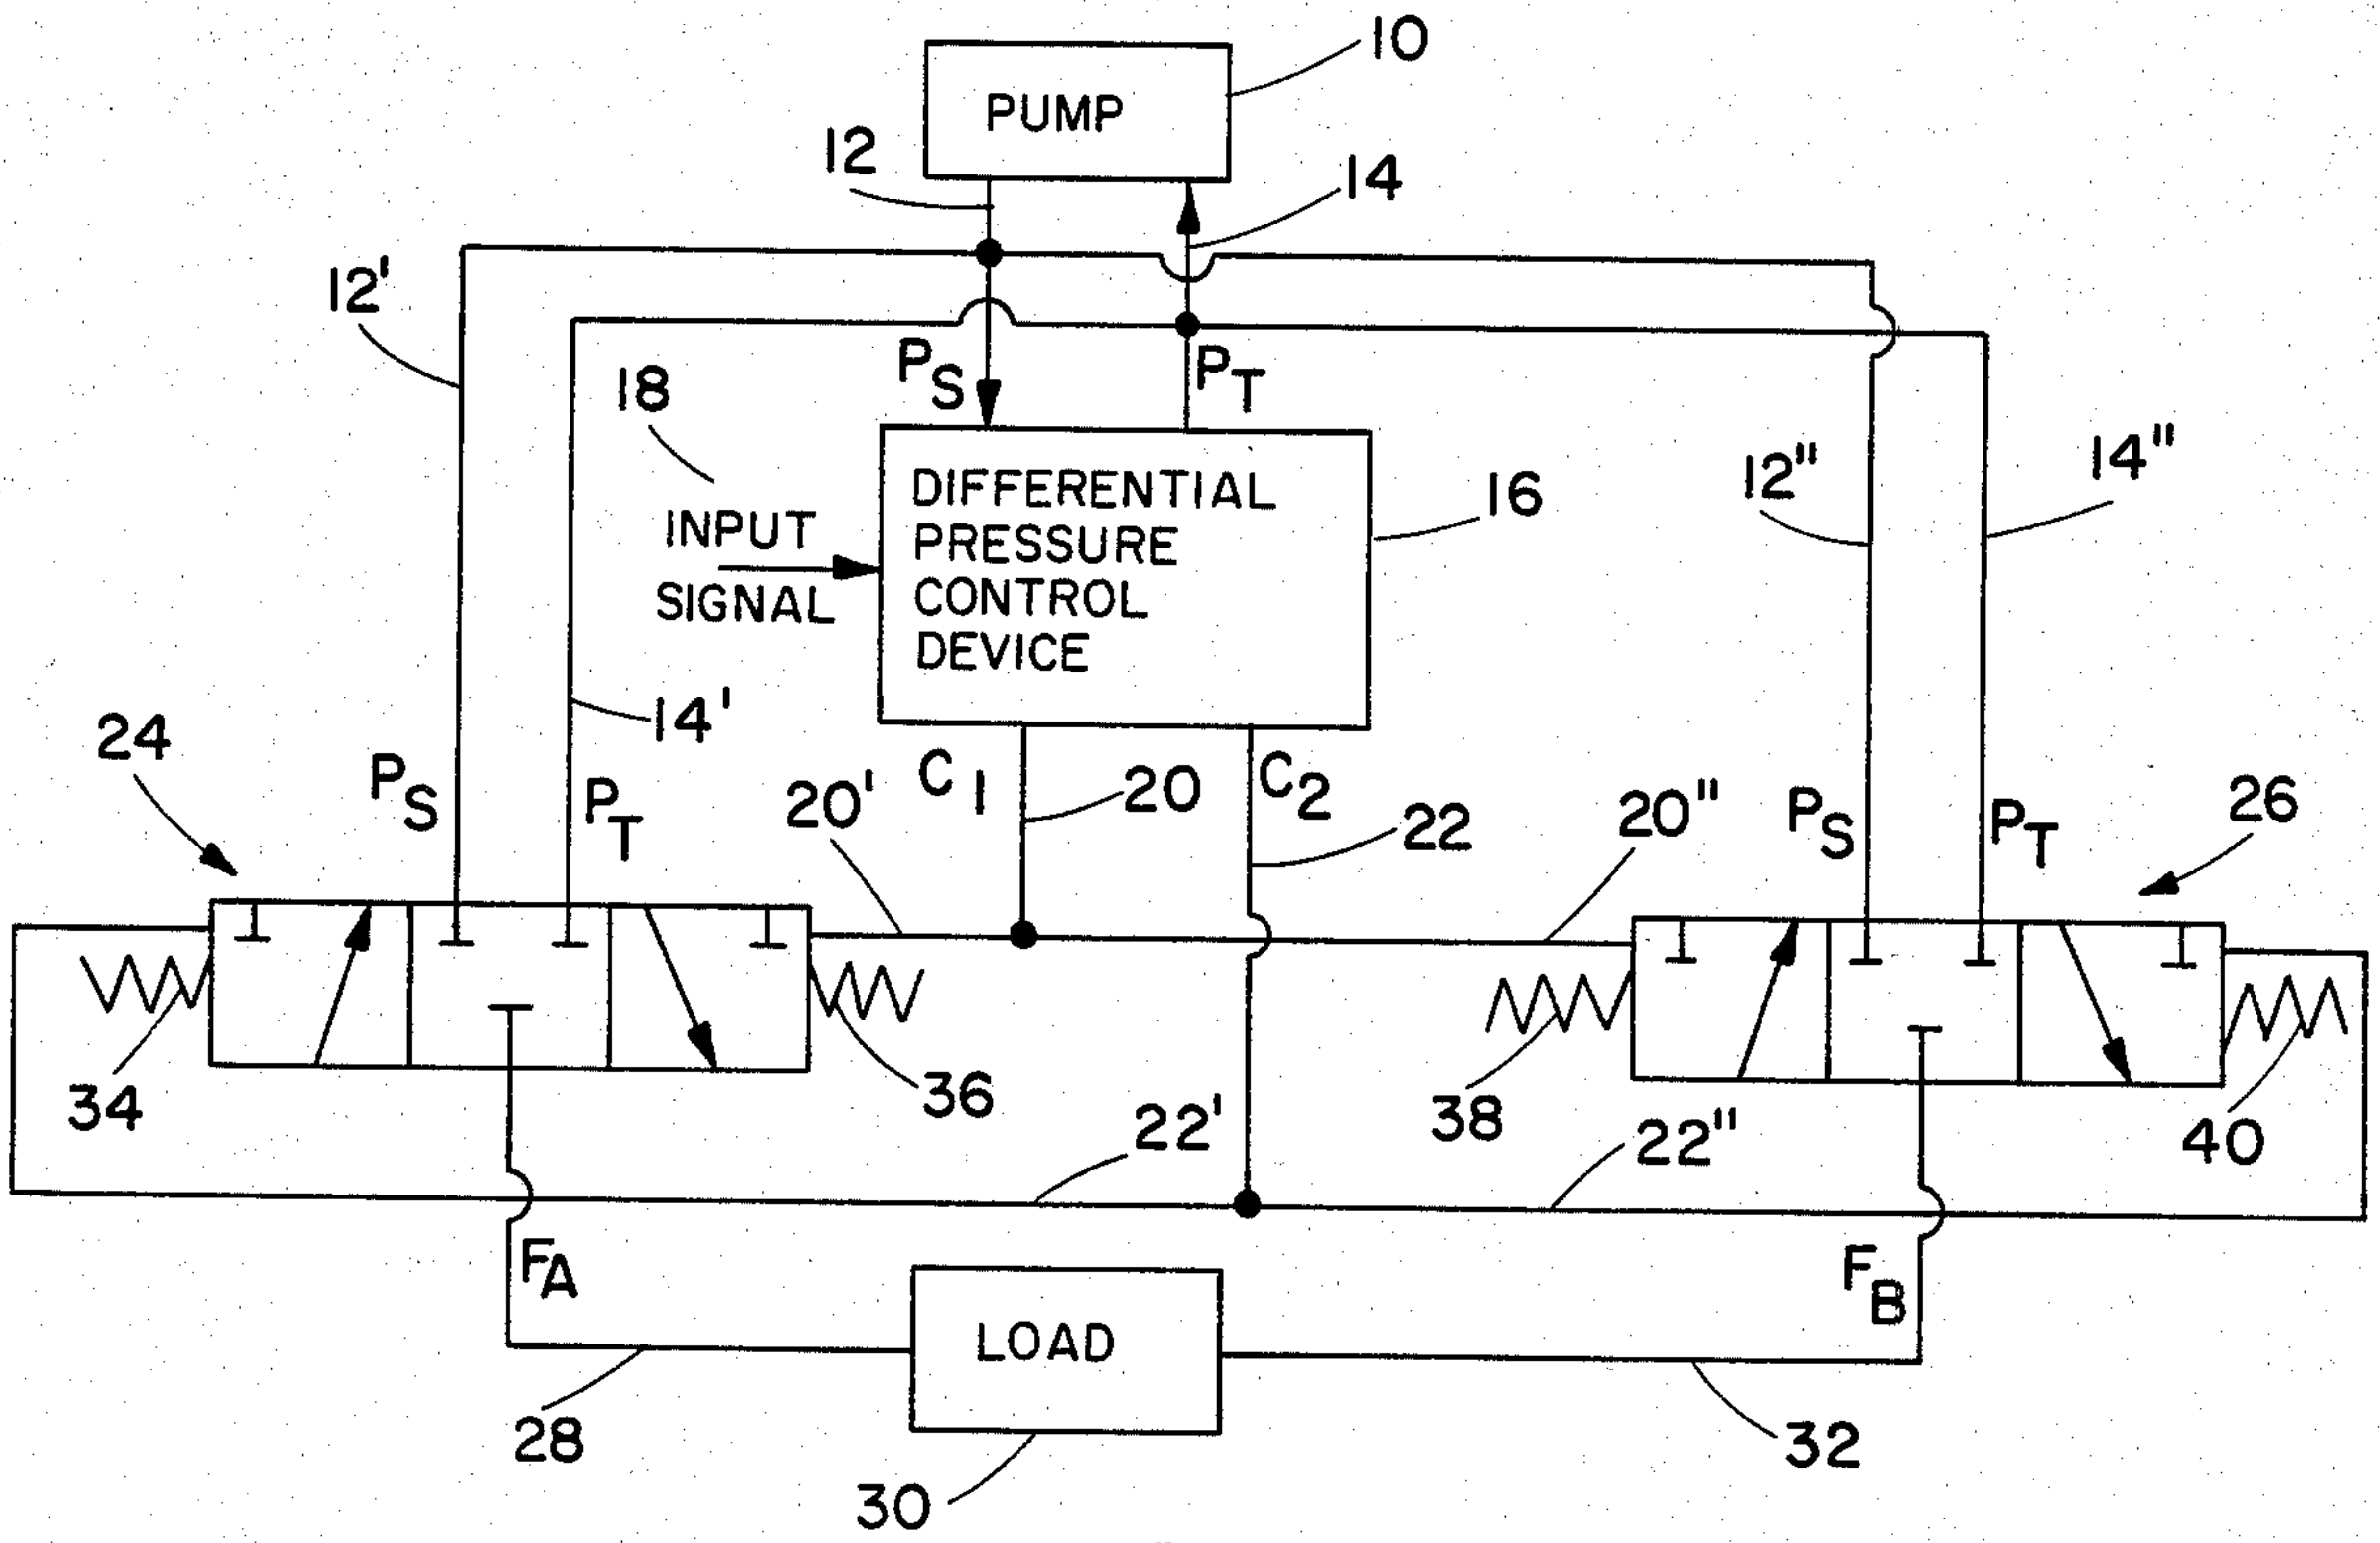 10
PUMP
12
14
12'
PS
PT
18
INPUT
SIGNAL
DIFFERENTIAL
PRESSURE
CONTROL
DEVICE
16
12"
14"
14'
24
PS
PT
20'
C1
20
C2
22
20"
PS
PT
26
34
36
38
40
22'
22"
FA
FB
LOAD
28
30
32